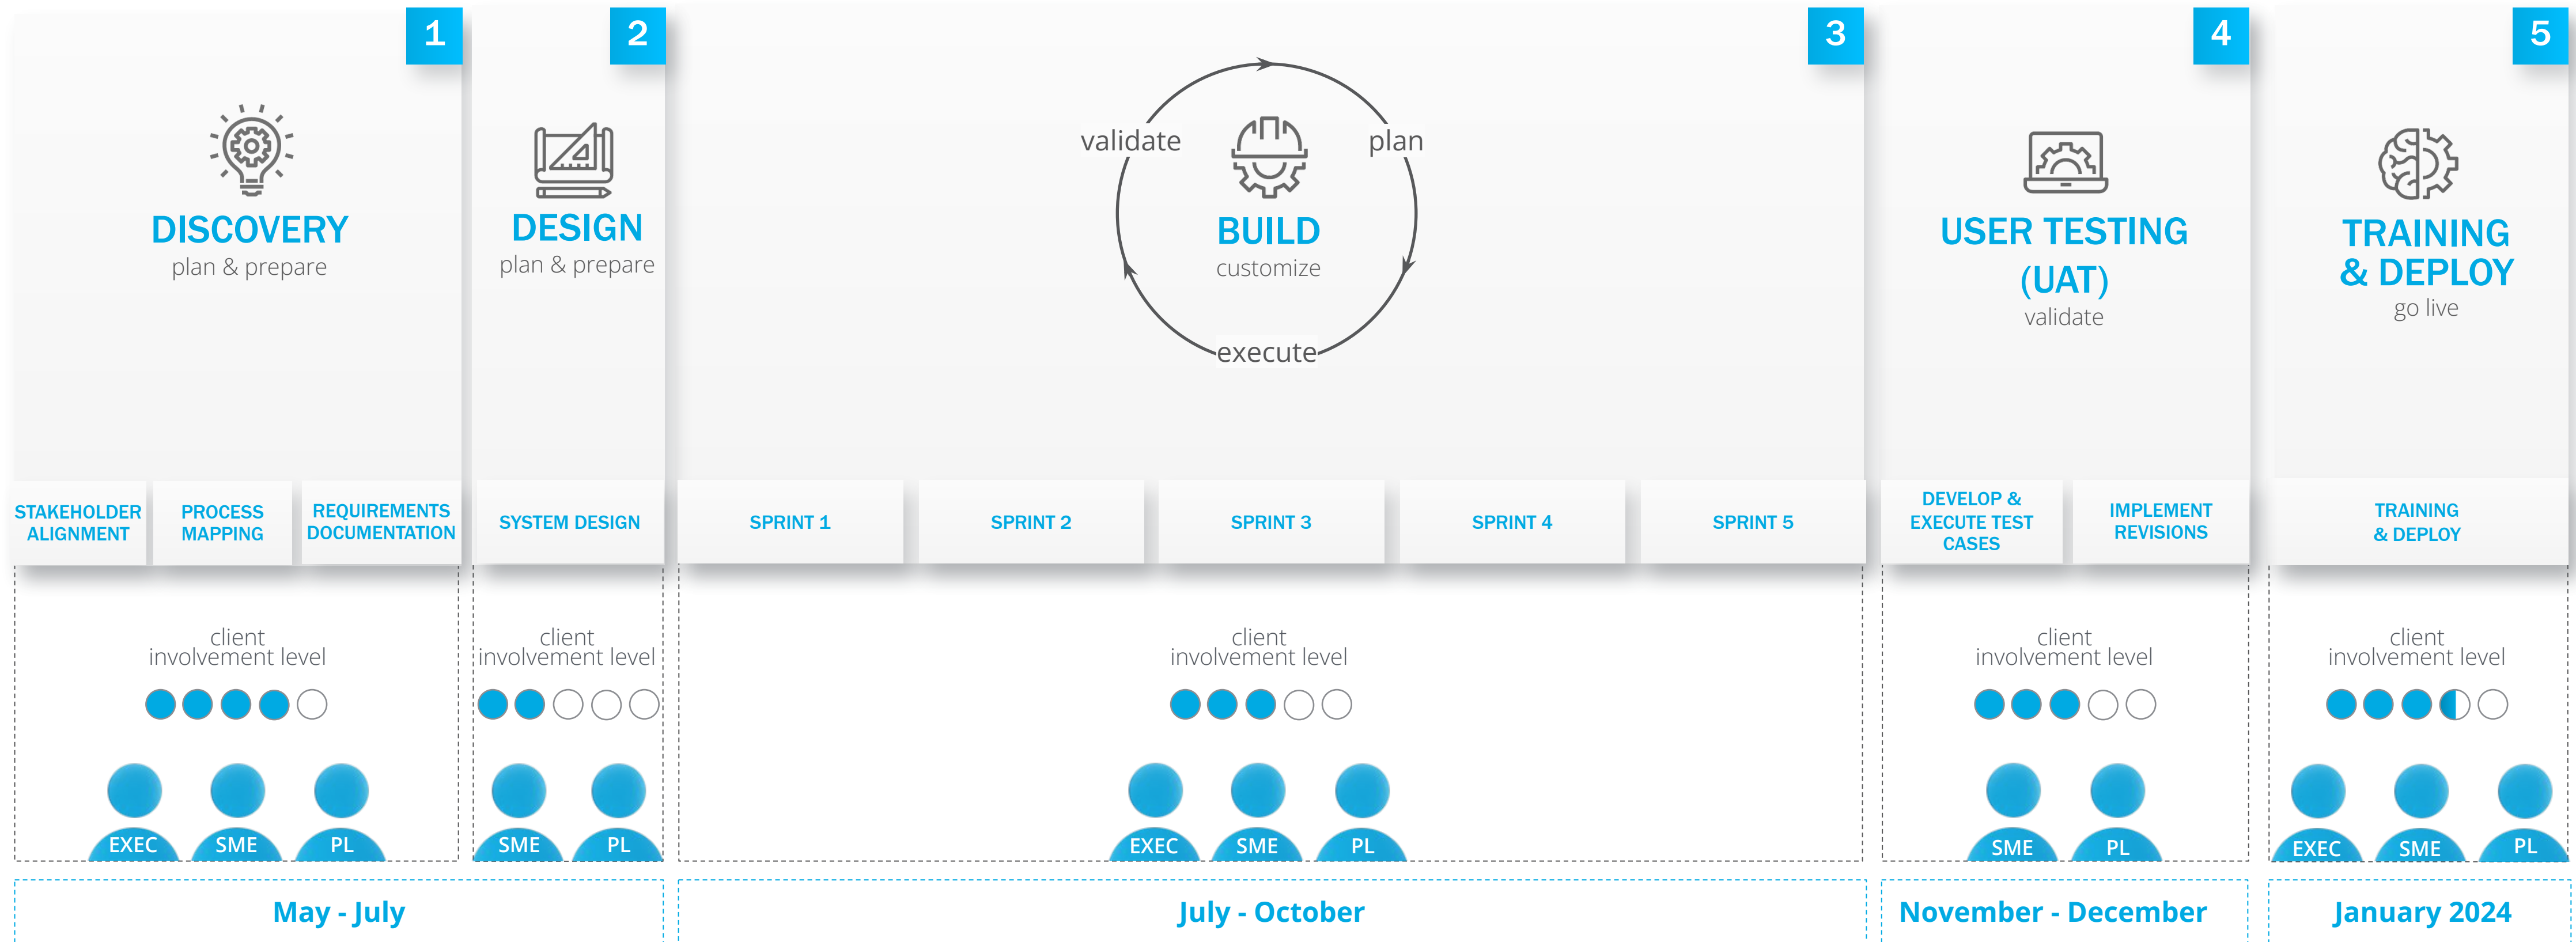 1
DISCOVERY
plan & prepare
STAKEHOLDER
ALIGNMENT
PROCESS
MAPPING
REQUIREMENTS
DOCUMENTATION
client
involvement level
EXEC
SME
PL
2
DESIGN
plan & prepare
SYSTEM DESIGN
client
involvement level
SME
PL
May - July
3
validate
plan
BUILD
customize
execute
SPRINT 1
SPRINT 2
SPRINT 3
SPRINT 4
SPRINT 5
client
involvement level
EXEC
SME
PL
July - October
4
USER TESTING
(UAT)
validate
DEVELOP &
EXECUTE TEST
CASES
IMPLEMENT
REVISIONS
client
involvement level
SME
PL
November - December
5
TRAINING
& DEPLOY
go live
TRAINING
& DEPLOY
client
involvement level
EXEC
SME
PL
January 2024